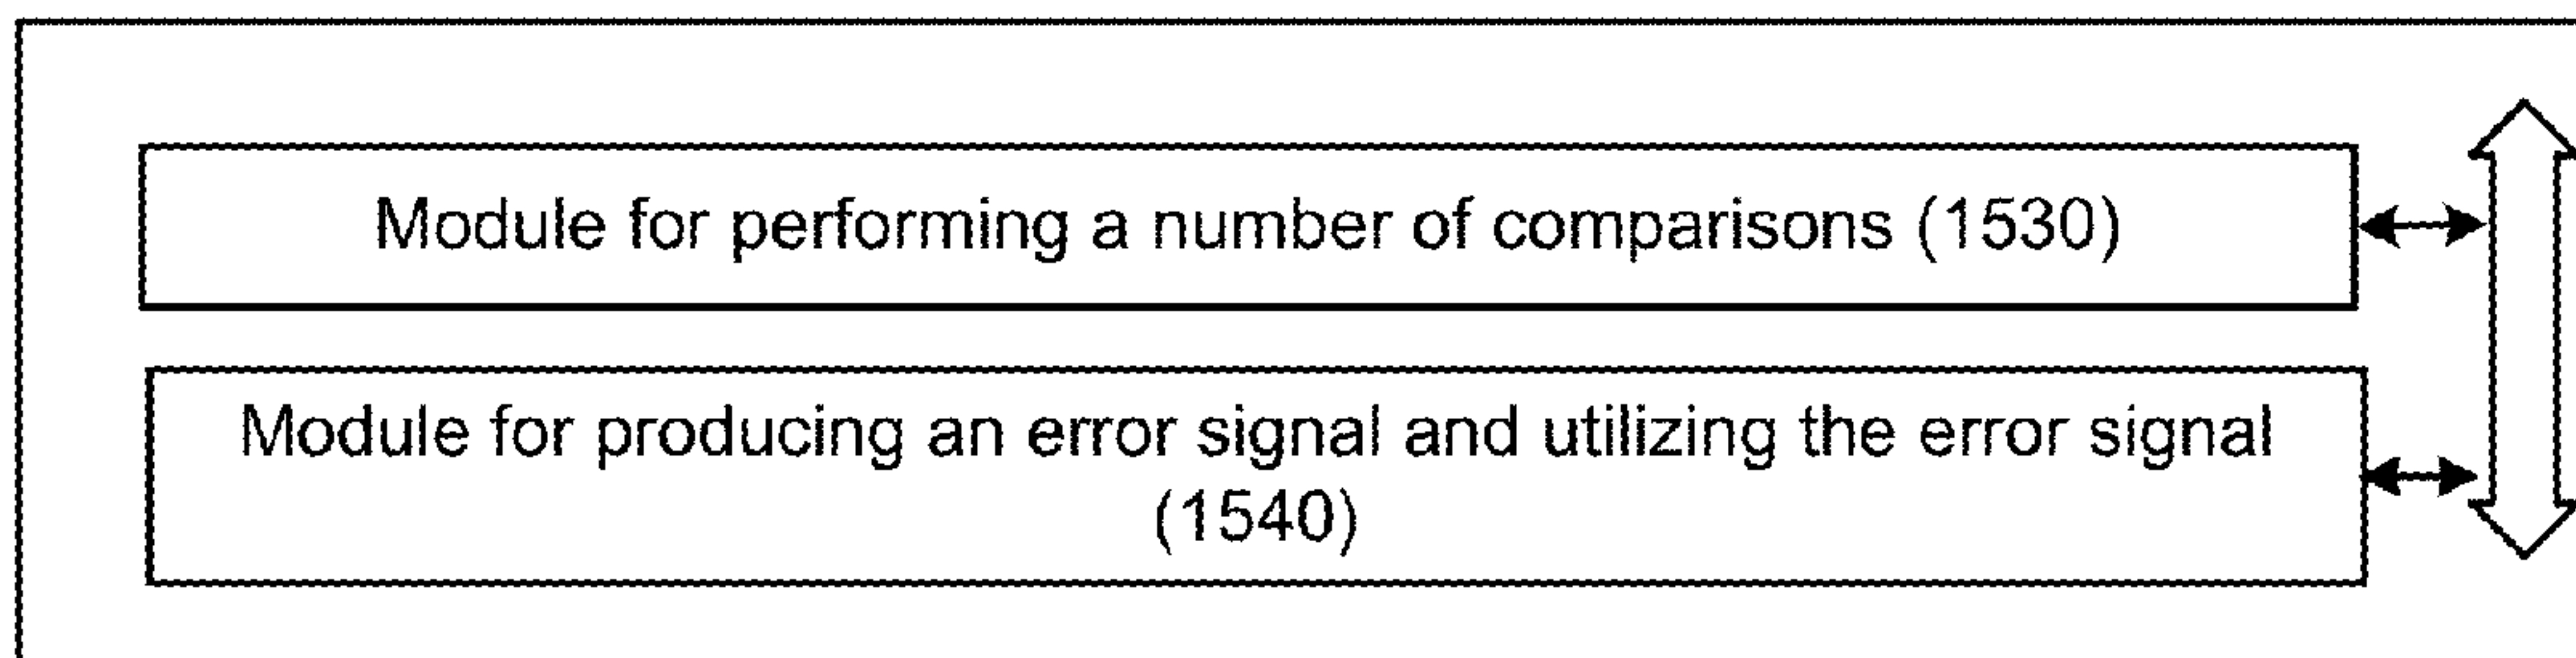 Module for performing a number of comparisons (1530)
Module for producing an error signal and utilizing the error signal
(1540)